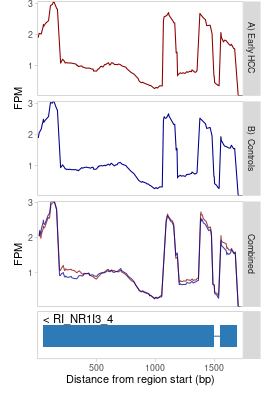 3
2
1
A) Early HCC
FPM
3
2
1
B) Controls
3
2
1
Combined
FPM
< RI_NR1I3_4
500
1000
1500
Distance from region start (bp)